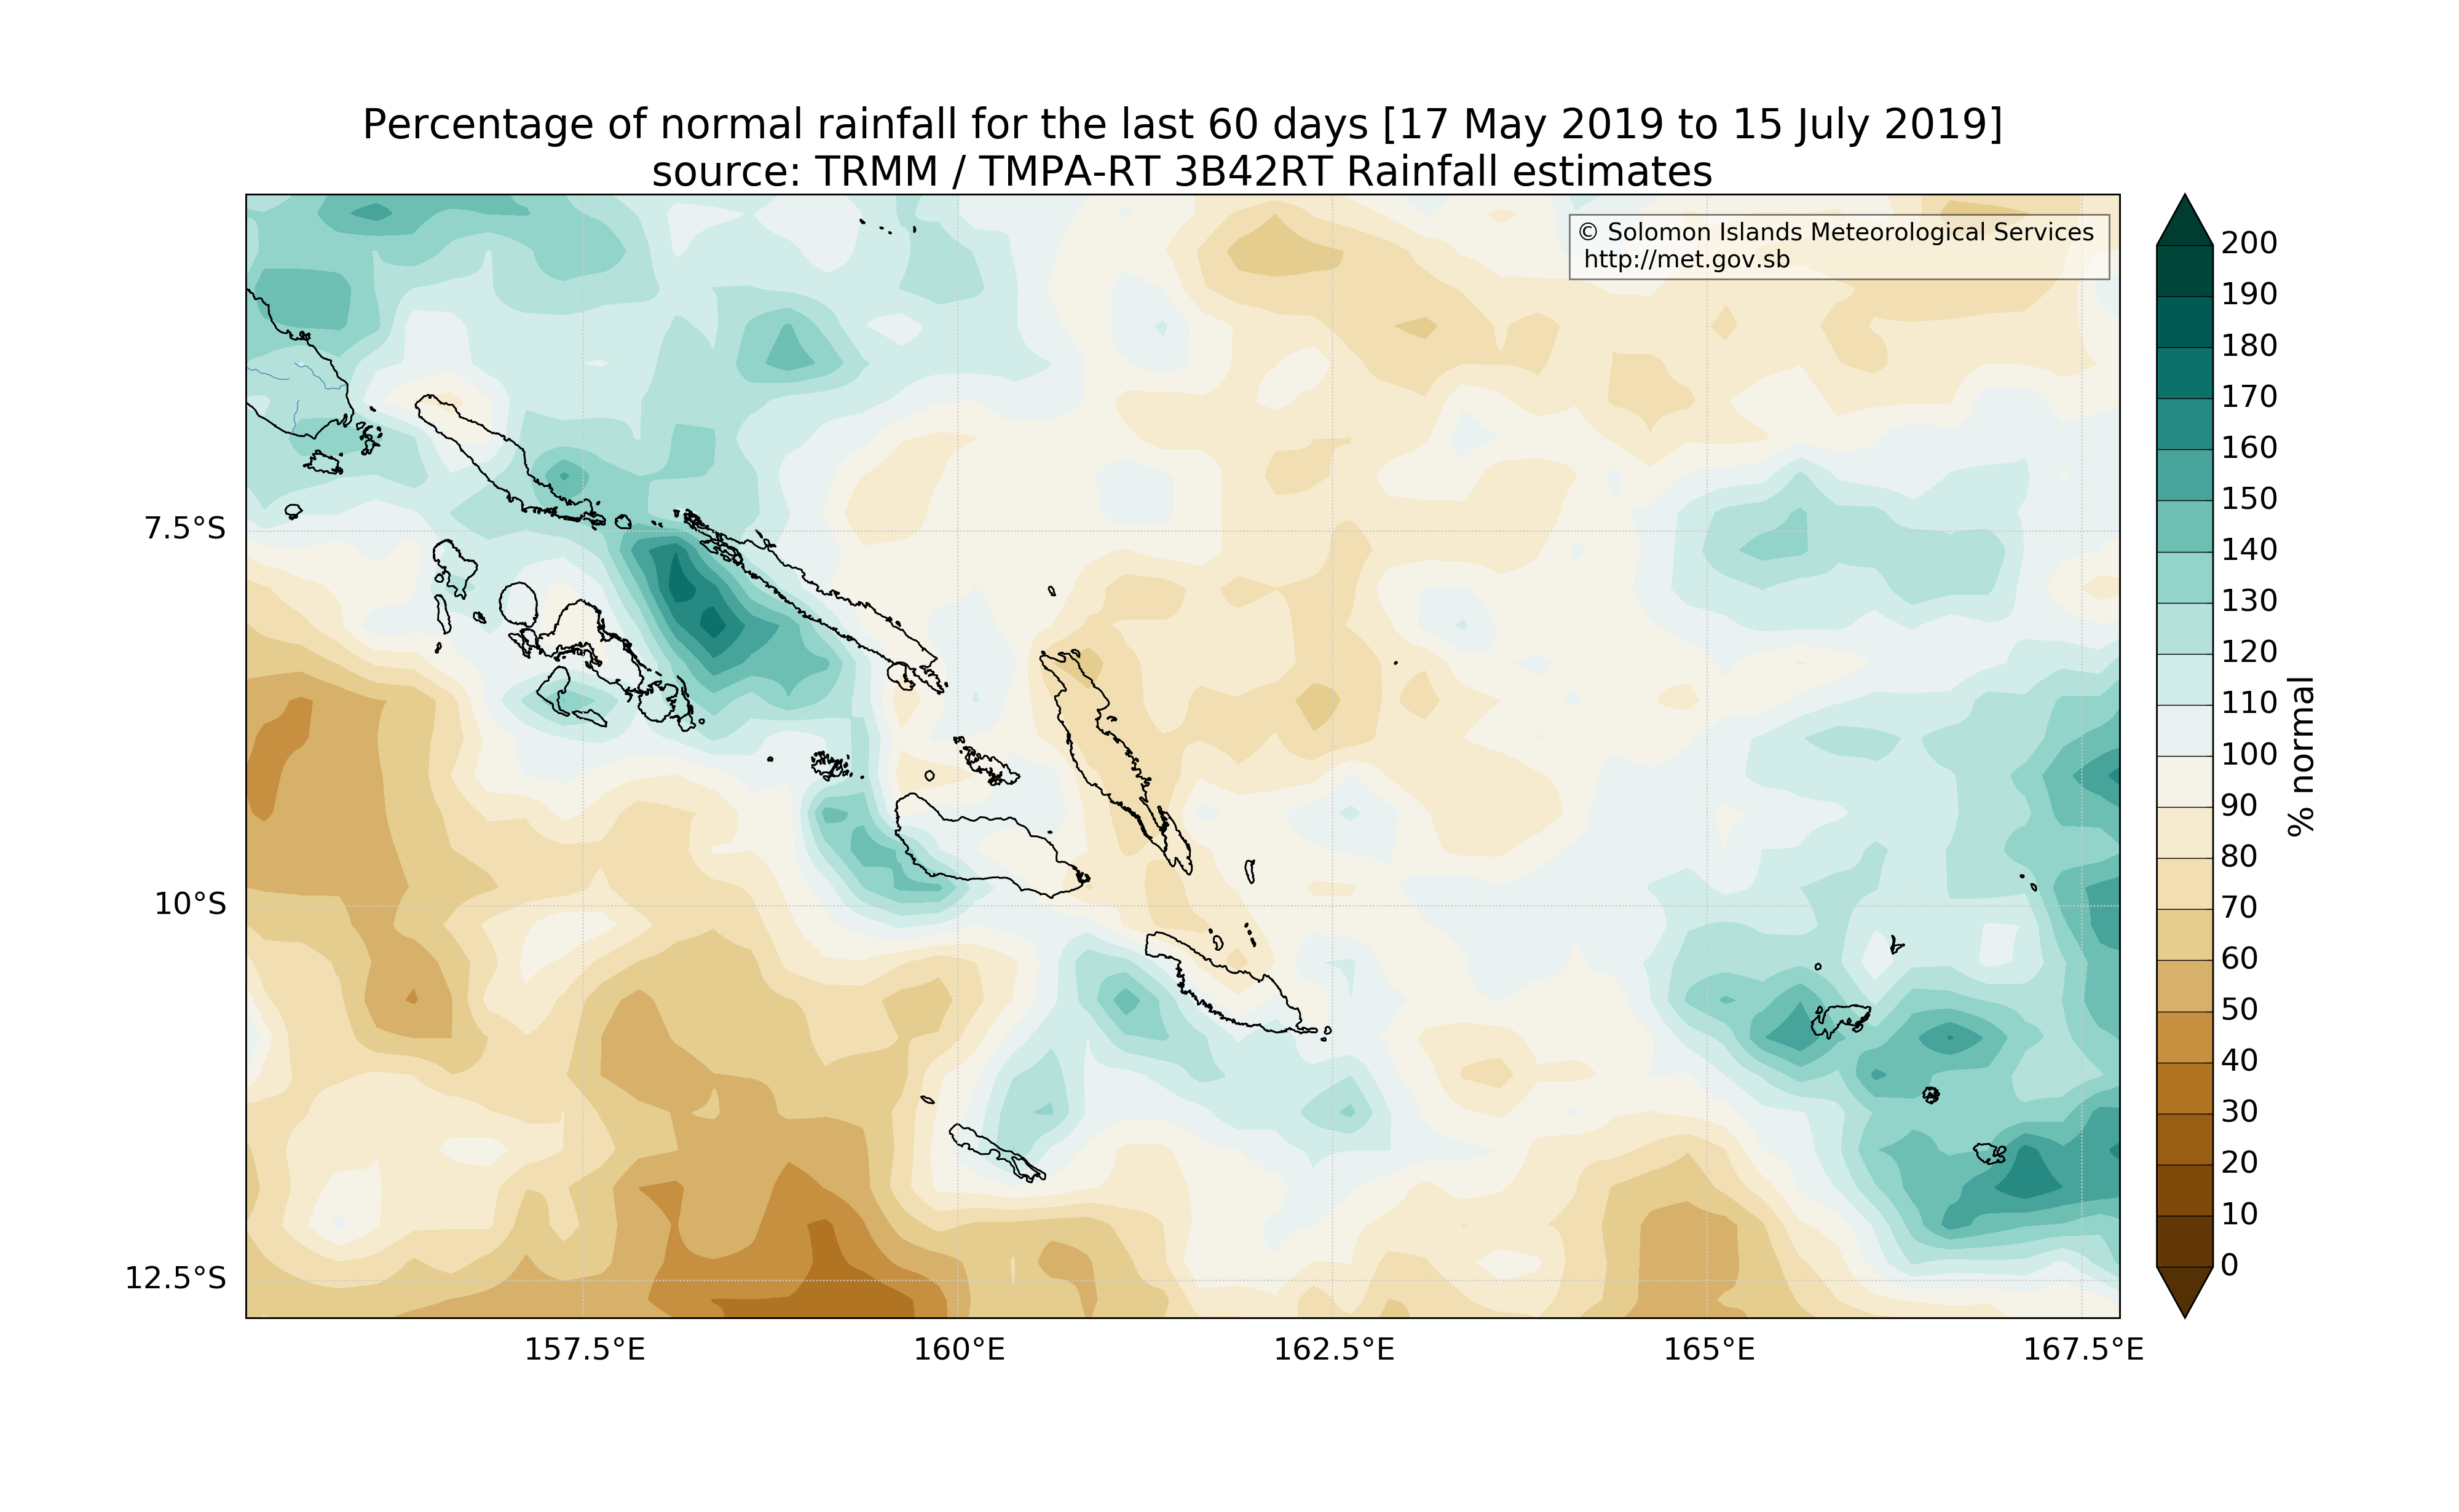 Percentage of normal rainfall for the last 60 days [17 May 2019 to 15 July 2019]
source: TRMM / TMPA-RT 3B42RT Rainfall estimates
© Solomon Islands Meteorological Services
http://met.gov.sb
7.5°S
10°S
12.5°S
157.5°E
160°E
162.5°E
165°E
167.5°E
200
190
180
170
160
150
140
130
120
110
100
90
80
70
60
50
40
30
20
10
0
% normal